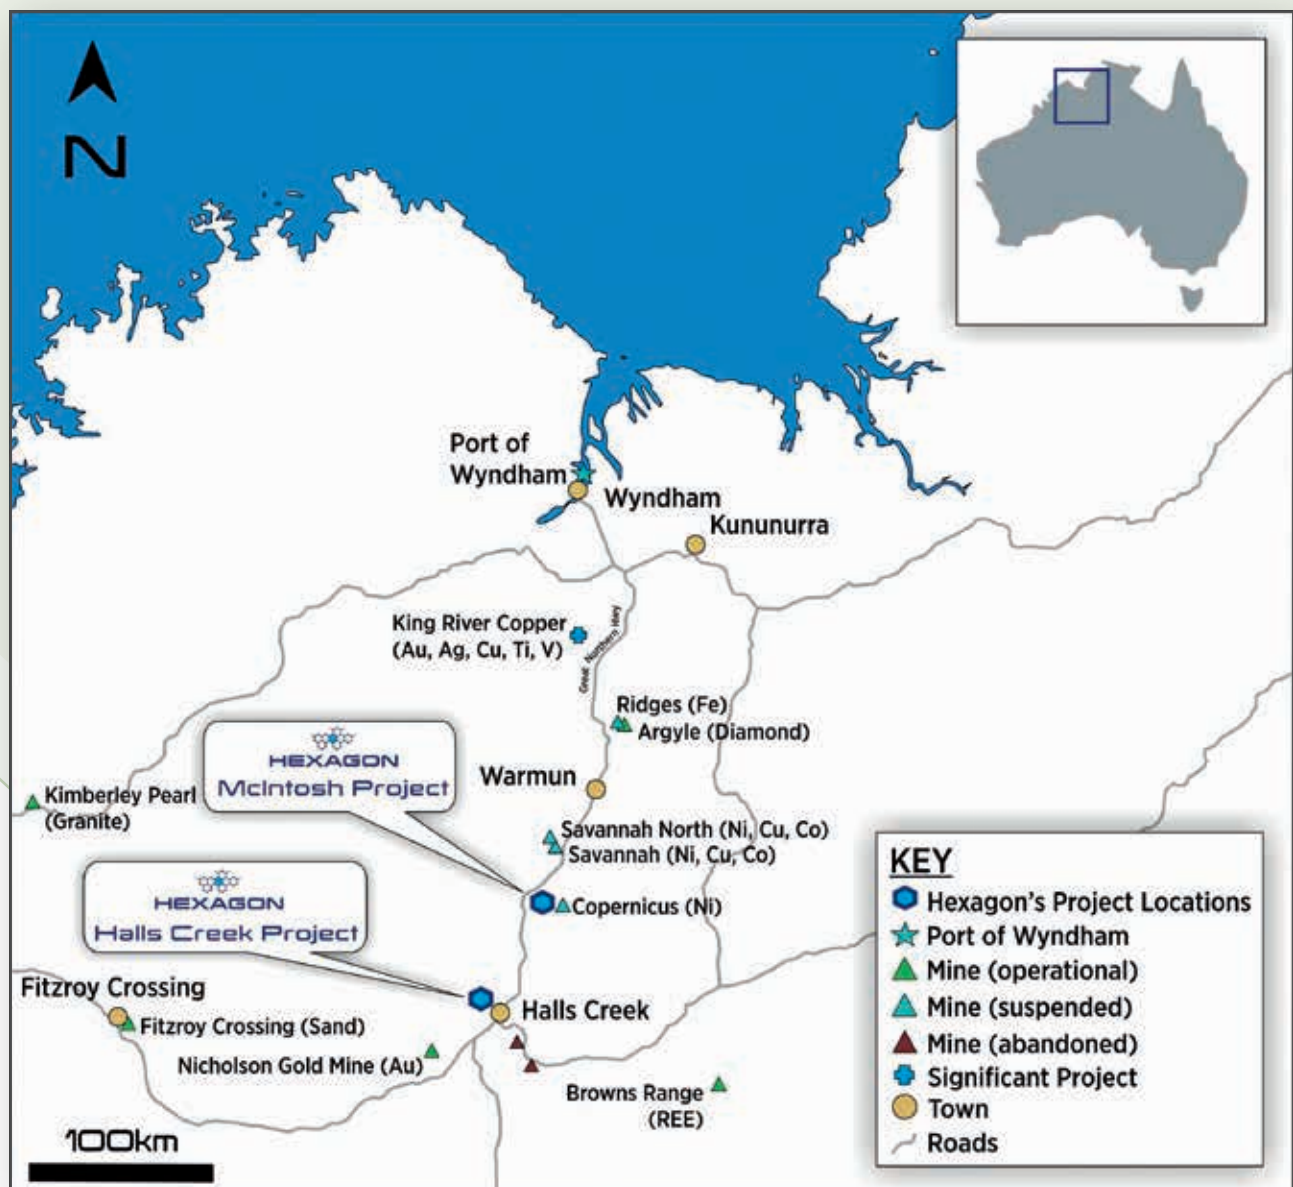 N
Port of
Wyndham
Wyndham
Kununurra
King River Copper
(Au, Ag, Cu, Ti, V)
Great Northern Hwy
Ridges (Fe)
Argyle (Diamond)
HEXAGON
McIntosh Project
Warmun
Kimberley Pearl
(Granite)
Savannah North (Ni, Cu, Co)
Savannah (Ni, Cu, Co)
HEXAGON
Halls Creek Project
Copernicus (Ni)
Fitzroy Crossing
Fitzroy Crossing (Sand)
Halls Creek
Nicholson Gold Mine (Au)
Browns Range
(REE)
100km
KEY
Hexagon's Project Locations
Port of Wyndham
Mine (operational)
Mine (suspended)
Mine (abandoned)
Significant Project
Town
Roads